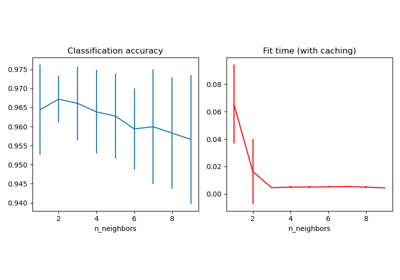 Classification accuracy
0.975
0.970
0.965
0.960
0.955
0.950
0.945
0.940
2 4 6 8
n_neighbors
Fit time (with caching)
0.08
0.06
0.04
0.02
0.00
2 4 6 8
n_neighbors